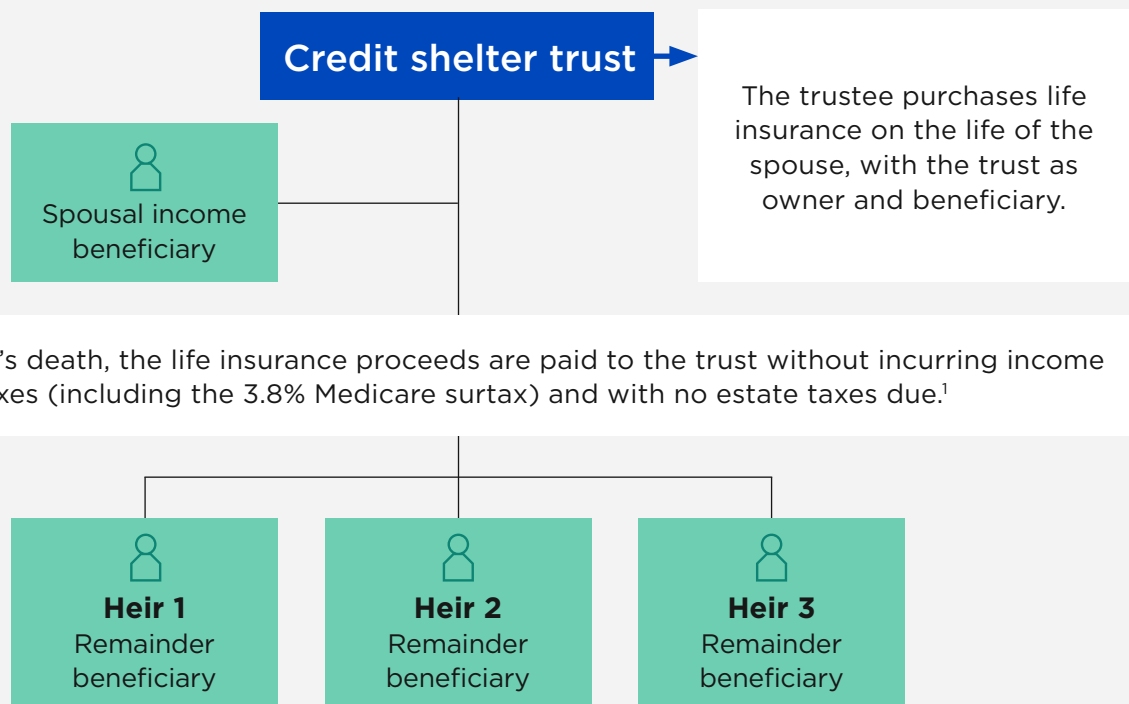 Credit shelter trust
The trustee purchases life
insurance on the life of the
spouse, with the trust as
owner and beneficiary.
Spousal income
beneficiary
’s death, the life insurance proceeds are paid to the trust without incurring income
xes (including the 3.8% Medicare surtax) and with no estate taxes due.¹
Heir 1
Remainder
beneficiary
Heir 2
Remainder
beneficiary
Heir 3
Remainder
beneficiary